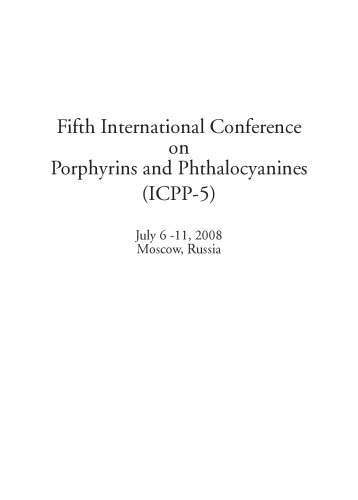 Fifth International Conference
on
Porphyrins and Phthalocyanines
(ICPP-5)
July 6 -11, 2008
Moscow, Russia